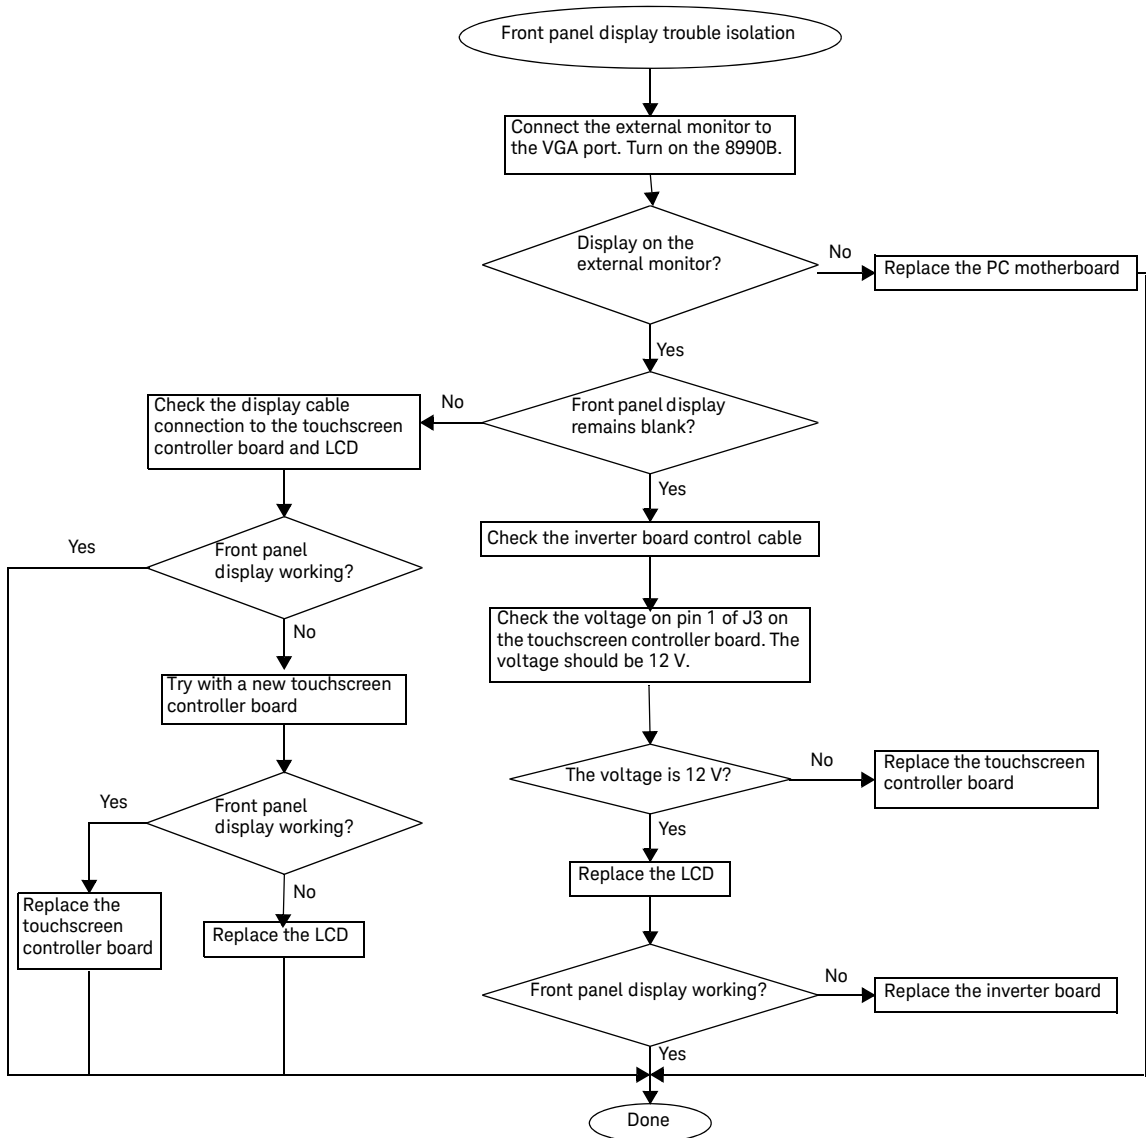 Front panel display trouble isolation
Connect the external monitor to
the VGA port. Turn on the 8990B.
Display on the
external monitor?
No
Replace the PC motherboard
Yes
Front panel display
remains blank?
No
Check the display cable
connection to the touchscreen
controller board and LCD
Yes
Check the inverter board control cable
Front panel
display working?
Yes
No
Check the voltage on pin 1 of J3 on
the touchscreen controller board. The
voltage should be 12 V.
Try with a new touchscreen
controller board
The voltage is 12 V?
No
Replace the touchscreen
controller board
Front panel
display working?
Yes
Yes
No
Replace the LCD
Replace the
touchscreen
controller board
Replace the LCD
Front panel display working?
No
Replace the inverter board
Yes
Done